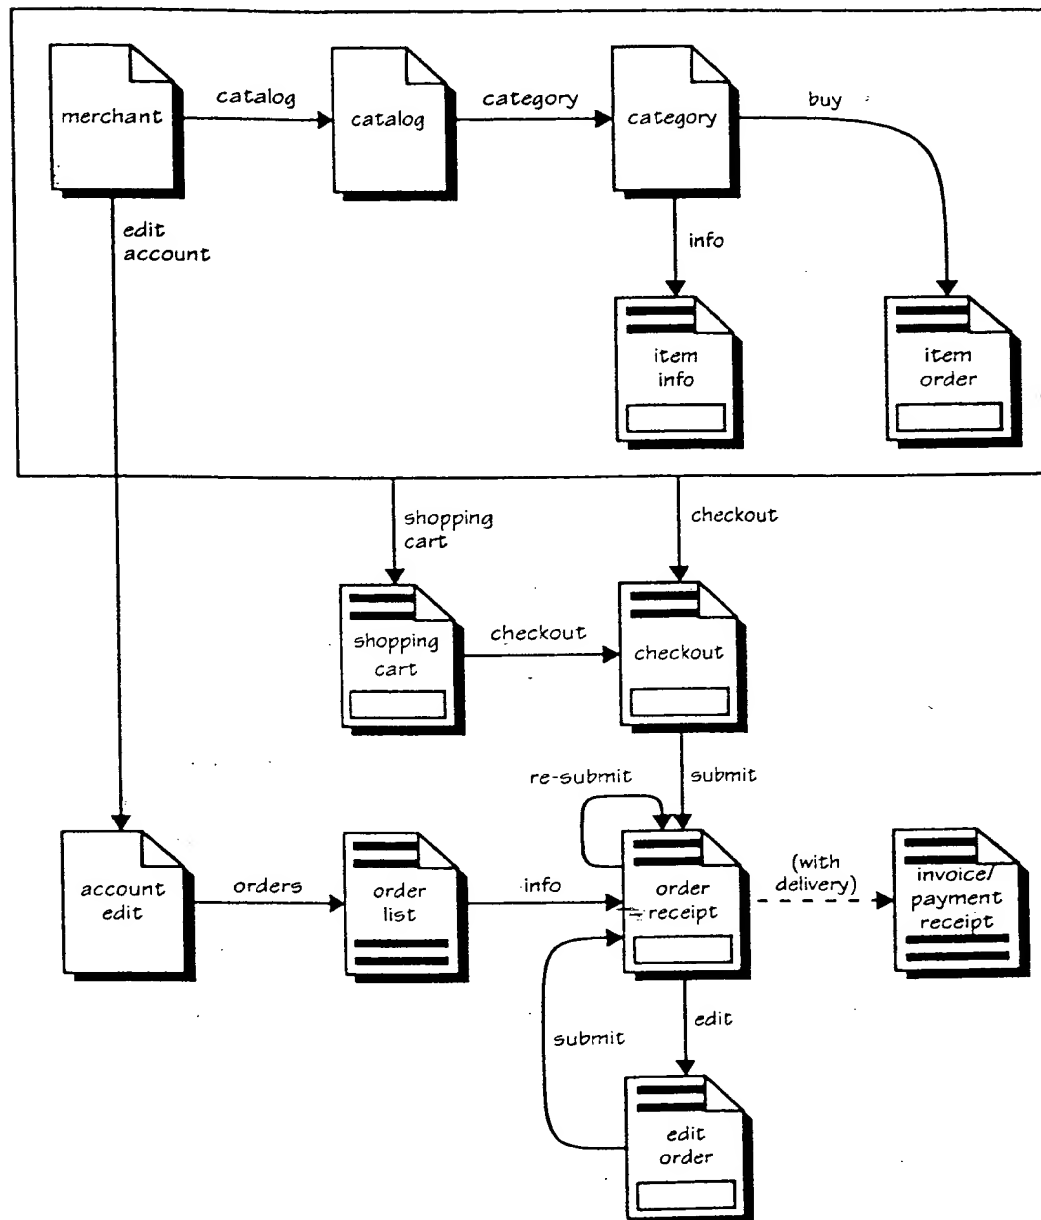 merchant
catalog
catalog
category
category
buy
edit
account
info
item
info
item
order
shopping
cart
checkout
shopping
cart
checkout
checkout
re-submit
submit
account
edit
orders
order
list
info
order
receipt
(with
delivery)
invoice/
payment
receipt
submit
edit
edit
order